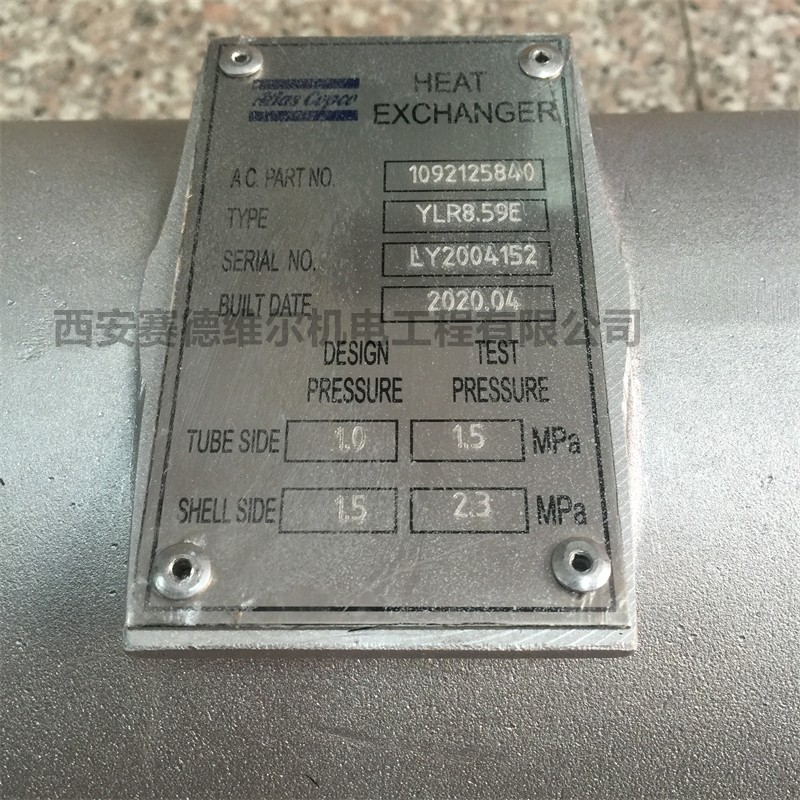 Atlas Copco
HEAT
EXCHANGER
A.C. PART NO. 1092125840
TYPE YLR8.59E
SERIAL NO. LY2004152
BUILT DATE 2020.04
西安赛德维尔机电工程有限公司
DESIGN PRESSURE TEST PRESSURE
TUBE SIDE 1.0 1.5 MPa
SHELL SIDE 1.5 2.3 MPa